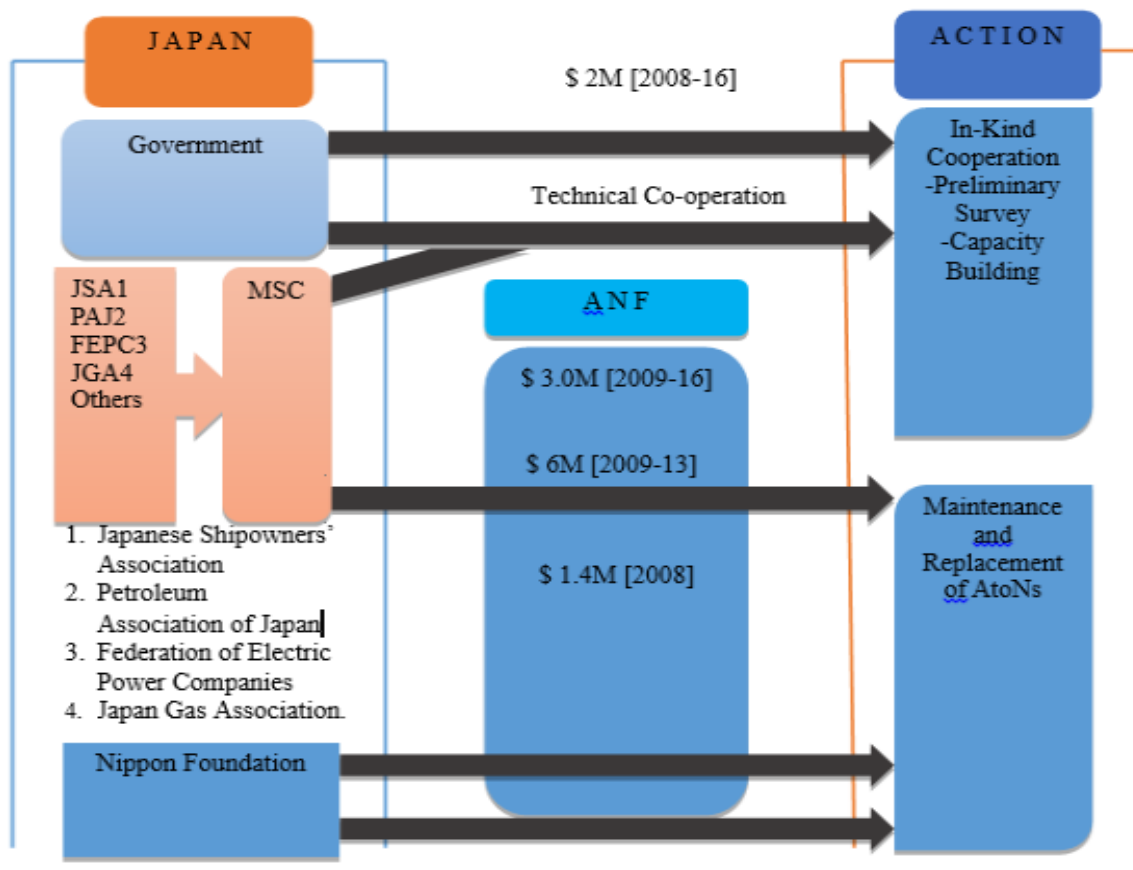 JAPAN
ACTION
$ 2M [2008-16]
Government
In-Kind
Cooperation
-Preliminary
Survey
-Capacity
Building
Technical Co-operation
JSA1
PAJ2
FEPC3
JGA4
Others
MSC
ANF
$ 3.0M [2009-16]
$ 6M [2009-13]
$ 1.4M [2008]
Maintenance
and
Replacement
of AtoNs
1. Japanese Shipowners'
Association
2. Petroleum
Association of Japan
3. Federation of Electric
Power Companies
4. Japan Gas Association.
Nippon Foundation